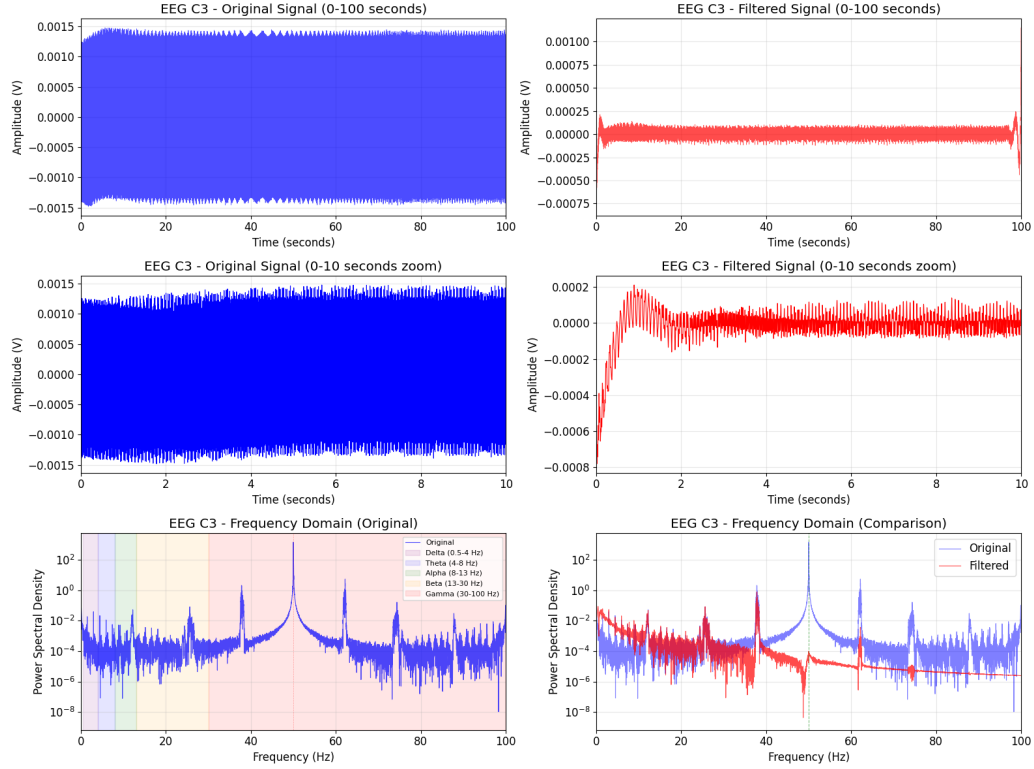 EEG C3 - Original Signal (0-100 seconds)
0.0015
0.0010
0.0005
0.0000
−0.0005
−0.0010
−0.0015
Amplitude (V)
0 20 40 60 80 100
Time (seconds)
EEG C3 - Filtered Signal (0-100 seconds)
0.00100
0.00075
0.00050
0.00025
0.00000
−0.00025
−0.00050
−0.00075
Amplitude (V)
0 20 40 60 80 100
Time (seconds)
EEG C3 - Original Signal (0-10 seconds zoom)
0.0015
0.0010
0.0005
0.0000
−0.0005
−0.0010
−0.0015
Amplitude (V)
0 2 4 6 8 10
Time (seconds)
EEG C3 - Filtered Signal (0-10 seconds zoom)
0.0002
0.0000
−0.0002
−0.0004
−0.0006
−0.0008
Amplitude (V)
0 2 4 6 8 10
Time (seconds)
EEG C3 - Frequency Domain (Original)
10²
10⁰
10⁻²
10⁻⁴
10⁻⁶
10⁻⁸
Power Spectral Density
Original
Delta (0.5-4 Hz)
Theta (4-8 Hz)
Alpha (8-13 Hz)
Beta (13-30 Hz)
Gamma (30-100 Hz)
0 20 40 60 80 100
Frequency (Hz)
EEG C3 - Frequency Domain (Comparison)
10²
10⁰
10⁻²
10⁻⁴
10⁻⁶
10⁻⁸
Power Spectral Density
Original
Filtered
0 20 40 60 80 100
Frequency (Hz)